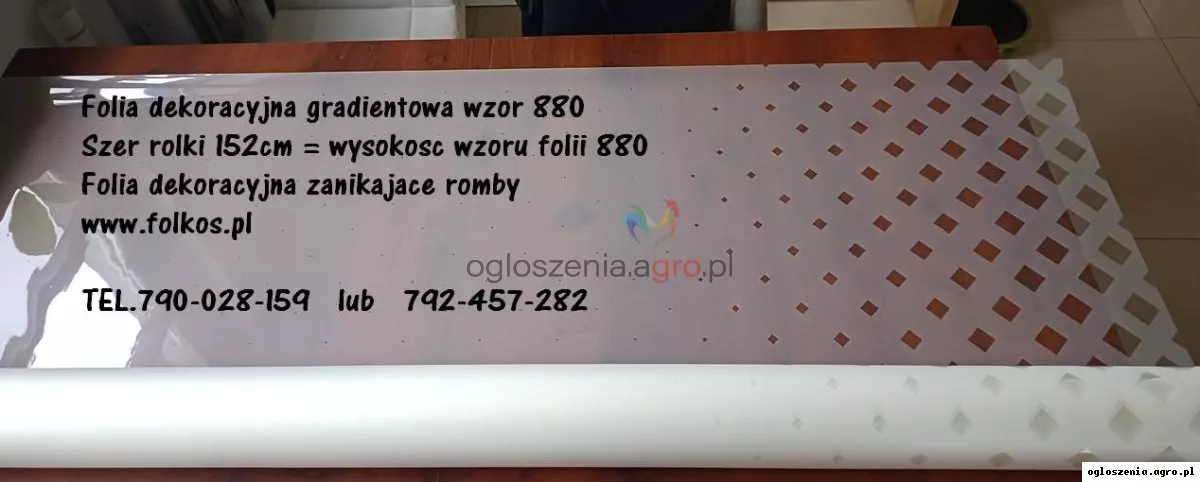 Folia dekoracyjna gradientowa wzor 880
Szer rolki 152cm = wysokosc wzoru folii 880
Folia dekoracyjna zanikajace romby
www.folkos.pl
ogloszenia.agro.pl
TEL.790-028-159 lub 792-457-282
ogloszenia.agro.pl